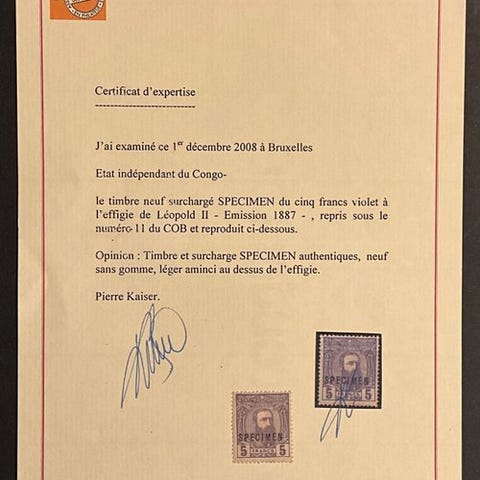 Certificat d'expertise
J'ai examiné ce 1er décembre 2008 à Bruxelles
Etat indépendant du Congo-
le timbre neuf surchargé SPECIMEN du cinq francs violet à
l'effigie de Léopold II - Emission 1887 - , repris sous le
numéro 11 du COB et reproduit ci-dessous.
Opinion : Timbre et surcharge SPECIMEN authentiques, neuf
sans gomme, léger aminci au dessus de l'effigie.
Pierre Kaiser.
SPECIMEN
5 5
SPECIMEN
5 FRANCS 5